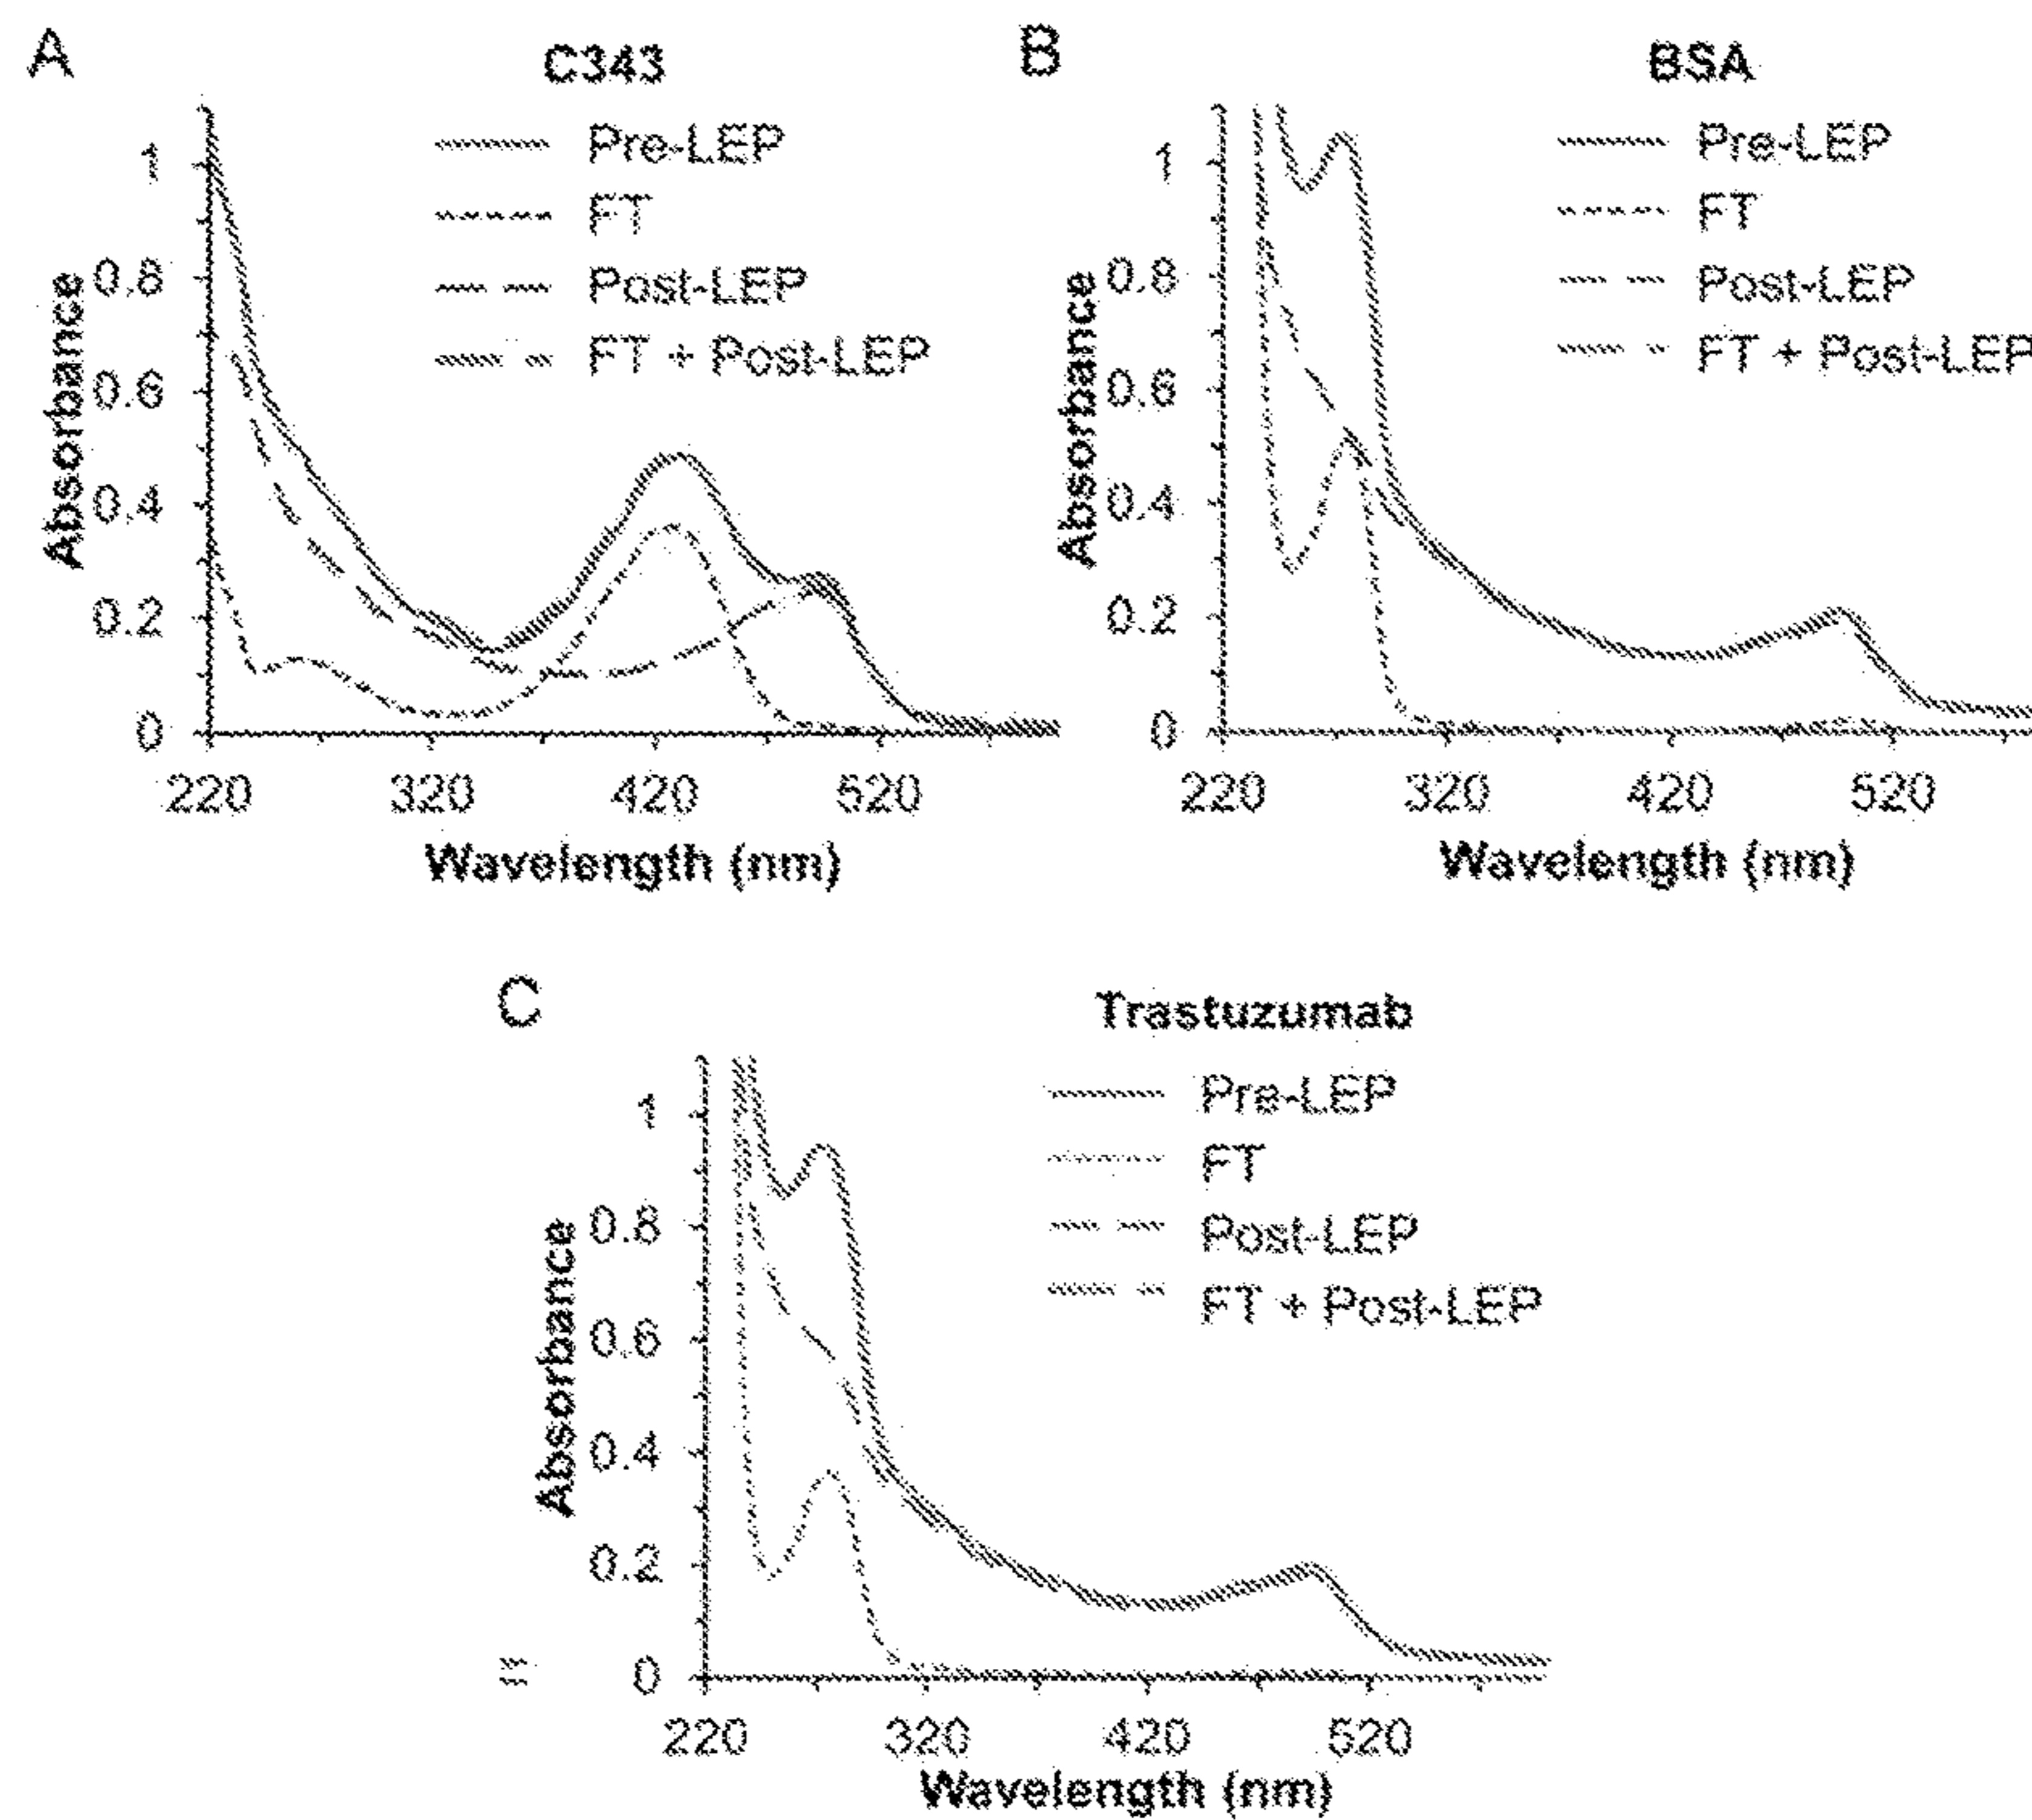 A
C343
Pre-LEP
FT
Post-LEP
FT + Post-LEP
Absorbance
1
0.8
0.6
0.4
0.2
0
220
320
420
520
Wavelength (nm)
B
BSA
Pre-LEP
FT
Post-LEP
FT + Post-LEP
Absorbance
1
0.8
0.6
0.4
0.2
0
220
320
420
520
Wavelength (nm)
C
Trastuzumab
Pre-LEP
FT
Post-LEP
FT + Post-LEP
Absorbance
1
0.8
0.6
0.4
0.2
0
220
320
420
520
Wavelength (nm)